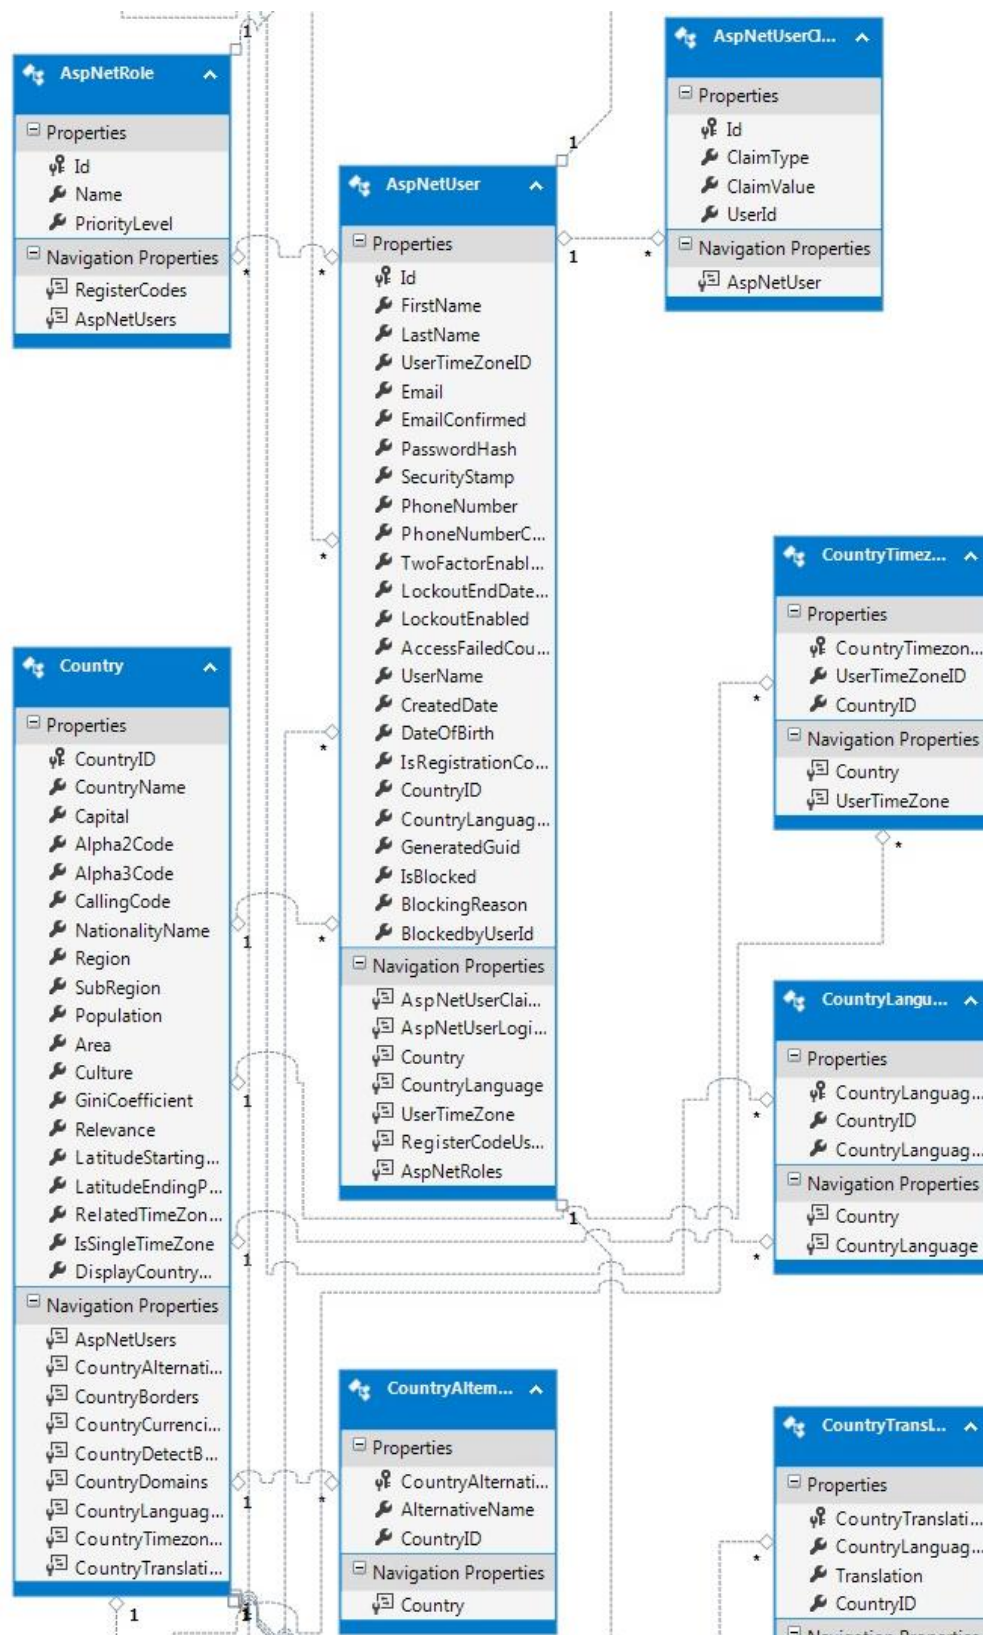 AspNetRole
Properties
Id
Name
PriorityLevel
Navigation Properties
RegisterCodes
AspNetUsers
1
*
*
AspNetUser
Properties
Id
FirstName
LastName
UserTimeZoneID
Email
EmailConfirmed
PasswordHash
SecurityStamp
PhoneNumber
PhoneNumberC...
TwoFactorEnabl...
LockoutEndDate...
LockoutEnabled
AccessFailedCou...
UserName
CreatedDate
DateOfBirth
IsRegistrationCo...
CountryID
CountryLanguag...
GeneratedGuid
IsBlocked
BlockingReason
BlockedbyUserId
Navigation Properties
AspNetUserClai...
AspNetUserLogi...
Country
CountryLanguage
UserTimeZone
RegisterCodeUs...
AspNetRoles
1
1
*
*
*
1
*
1
AspNetUserCl...
Properties
Id
ClaimType
ClaimValue
UserId
Navigation Properties
AspNetUser
Country
Properties
CountryID
CountryName
Capital
Alpha2Code
Alpha3Code
CallingCode
NationalityName
Region
SubRegion
Population
Area
Culture
GiniCoefficient
Relevance
LatitudeStarting...
LatitudeEndingP...
RelatedTimeZon...
IsSingleTimeZone
DisplayCountry...
Navigation Properties
AspNetUsers
CountryAlternati...
CountryBorders
CountryCurrenci...
CountryDetectB...
CountryDomains
CountryLanguag...
CountryTimezon...
CountryTranslati...
1
1
1
*
1
1
CountryTimez...
Properties
CountryTimezon...
UserTimeZoneID
CountryID
Navigation Properties
Country
UserTimeZone
*
*
CountryLangu...
Properties
CountryLanguag...
CountryID
CountryLanguag...
Navigation Properties
Country
CountryLanguage
*
*
CountryAltern...
Properties
CountryAlternati...
AlternativeName
CountryID
Navigation Properties
Country
*
CountryTransl...
Properties
CountryTranslati...
CountryLanguag...
Translation
CountryID
Navigation Properties